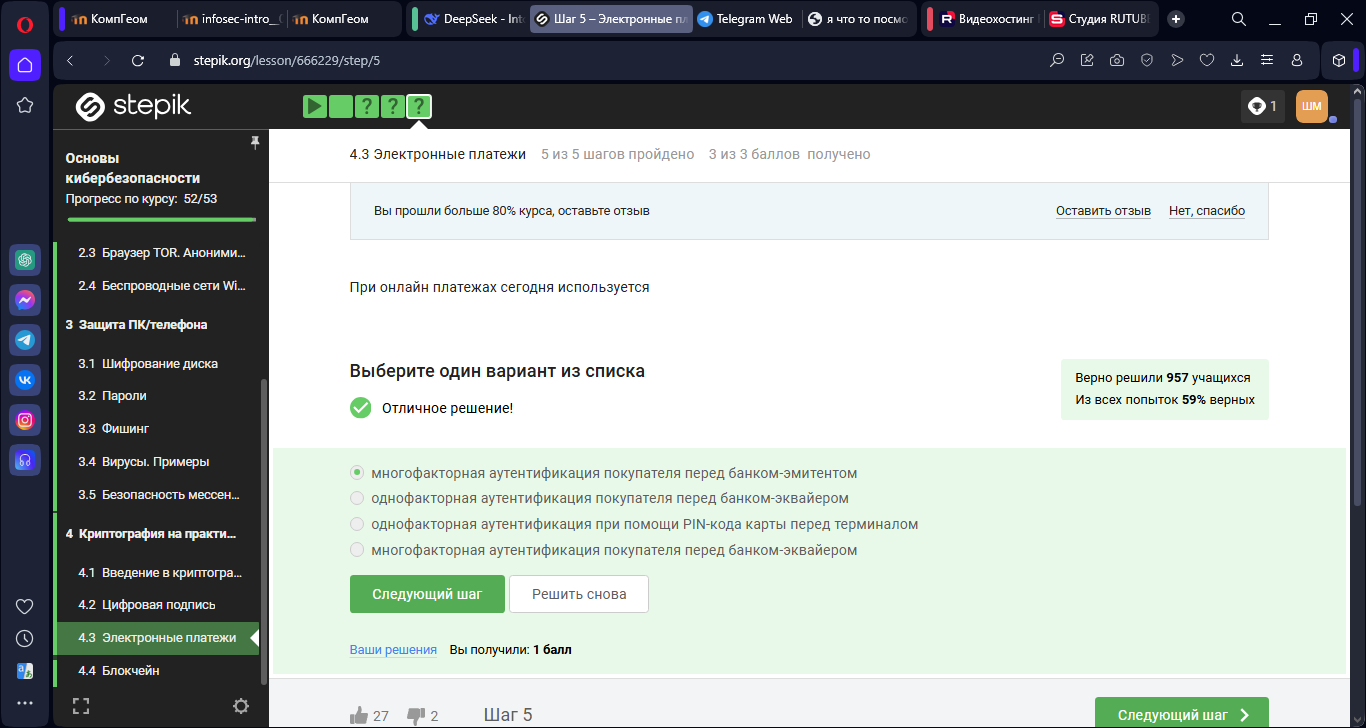 КомпГеом
infosec-intro_
КомпГеом
DeepSeek - Int
Шаг 5 – Электронные пл
Telegram Web
я что то посмо
Видеохостинг
Студия RUTUBE
stepik.org/lesson/666229/step/5
stepik
1
ШМ
Основы
кибербезопасности
Прогресс по курсу: 52/53
2.3 Браузер TOR. Анонимн...
2.4 Беспроводные сети Wi...
3 Защита ПК/телефона
3.1 Шифрование диска
3.2 Пароли
3.3 Фишинг
3.4 Вирусы. Примеры
3.5 Безопасность мессен...
4 Криптография на практи...
4.1 Введение в криптогра...
4.2 Цифровая подпись
4.3 Электронные платежи
4.4 Блокчейн
4.3 Электронные платежи 5 из 5 шагов пройдено 3 из 3 баллов получено
Вы прошли больше 80% курса, оставьте отзыв
Оставить отзыв Нет, спасибо
При онлайн платежах сегодня используется
Выберите один вариант из списка
Отличное решение!
Верно решили 957 учащихся
Из всех попыток 59% верных
многофакторная аутентификация покупателя перед банком-эмитентом
однофакторная аутентификация покупателя перед банком-эквайером
однофакторная аутентификация при помощи PIN-кода карты перед терминалом
многофакторная аутентификация покупателя перед банком-эквайером
Следующий шаг
Решить снова
Ваши решения Вы получили: 1 балл
27
2
Шаг 5
Следующий шаг